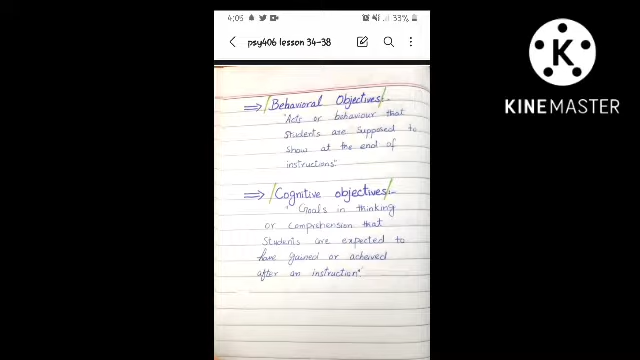 4:05
33%
psy406 lesson 34-38
K
KINEMASTER
⟹ Behavioral Objectives:-
"Acts or behaviour that
students are supposed to
show at the end of
instructions"
⟹ Cognitive objectives:-
"Goals in thinking
or comprehension that
students are expected to
have gained or acheived
after an instruction"